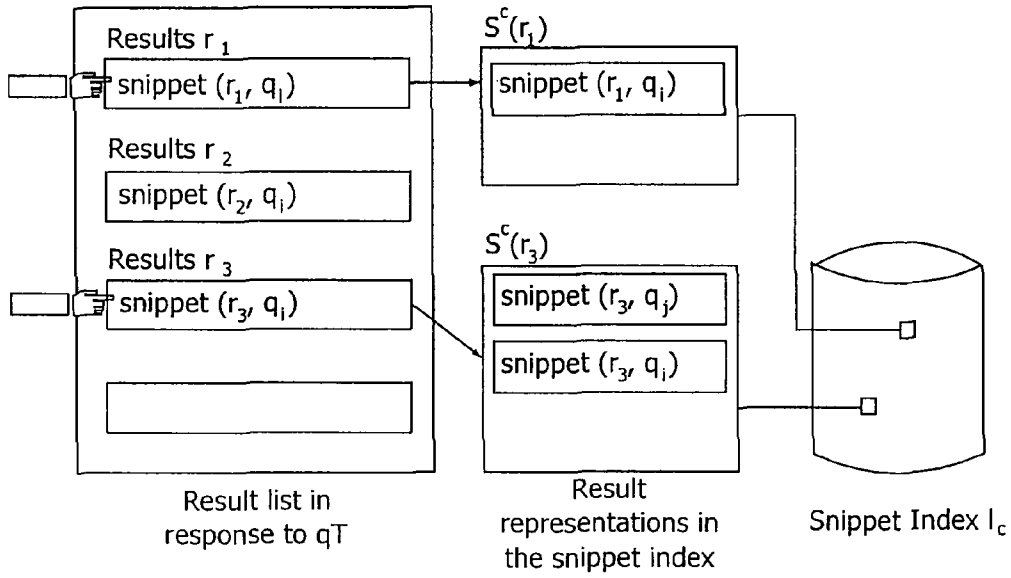 Results r 1
snippet (r1, qi)
Results r 2
snippet (r2, qi)
Results r 3
snippet (r3, qi)
Result list in
response to qT
Sc(r1)
snippet (r1, qi)
Sc(r3)
snippet (r3, qj)
snippet (r3, qi)
Result
representations in
the snippet index
Snippet Index Ic